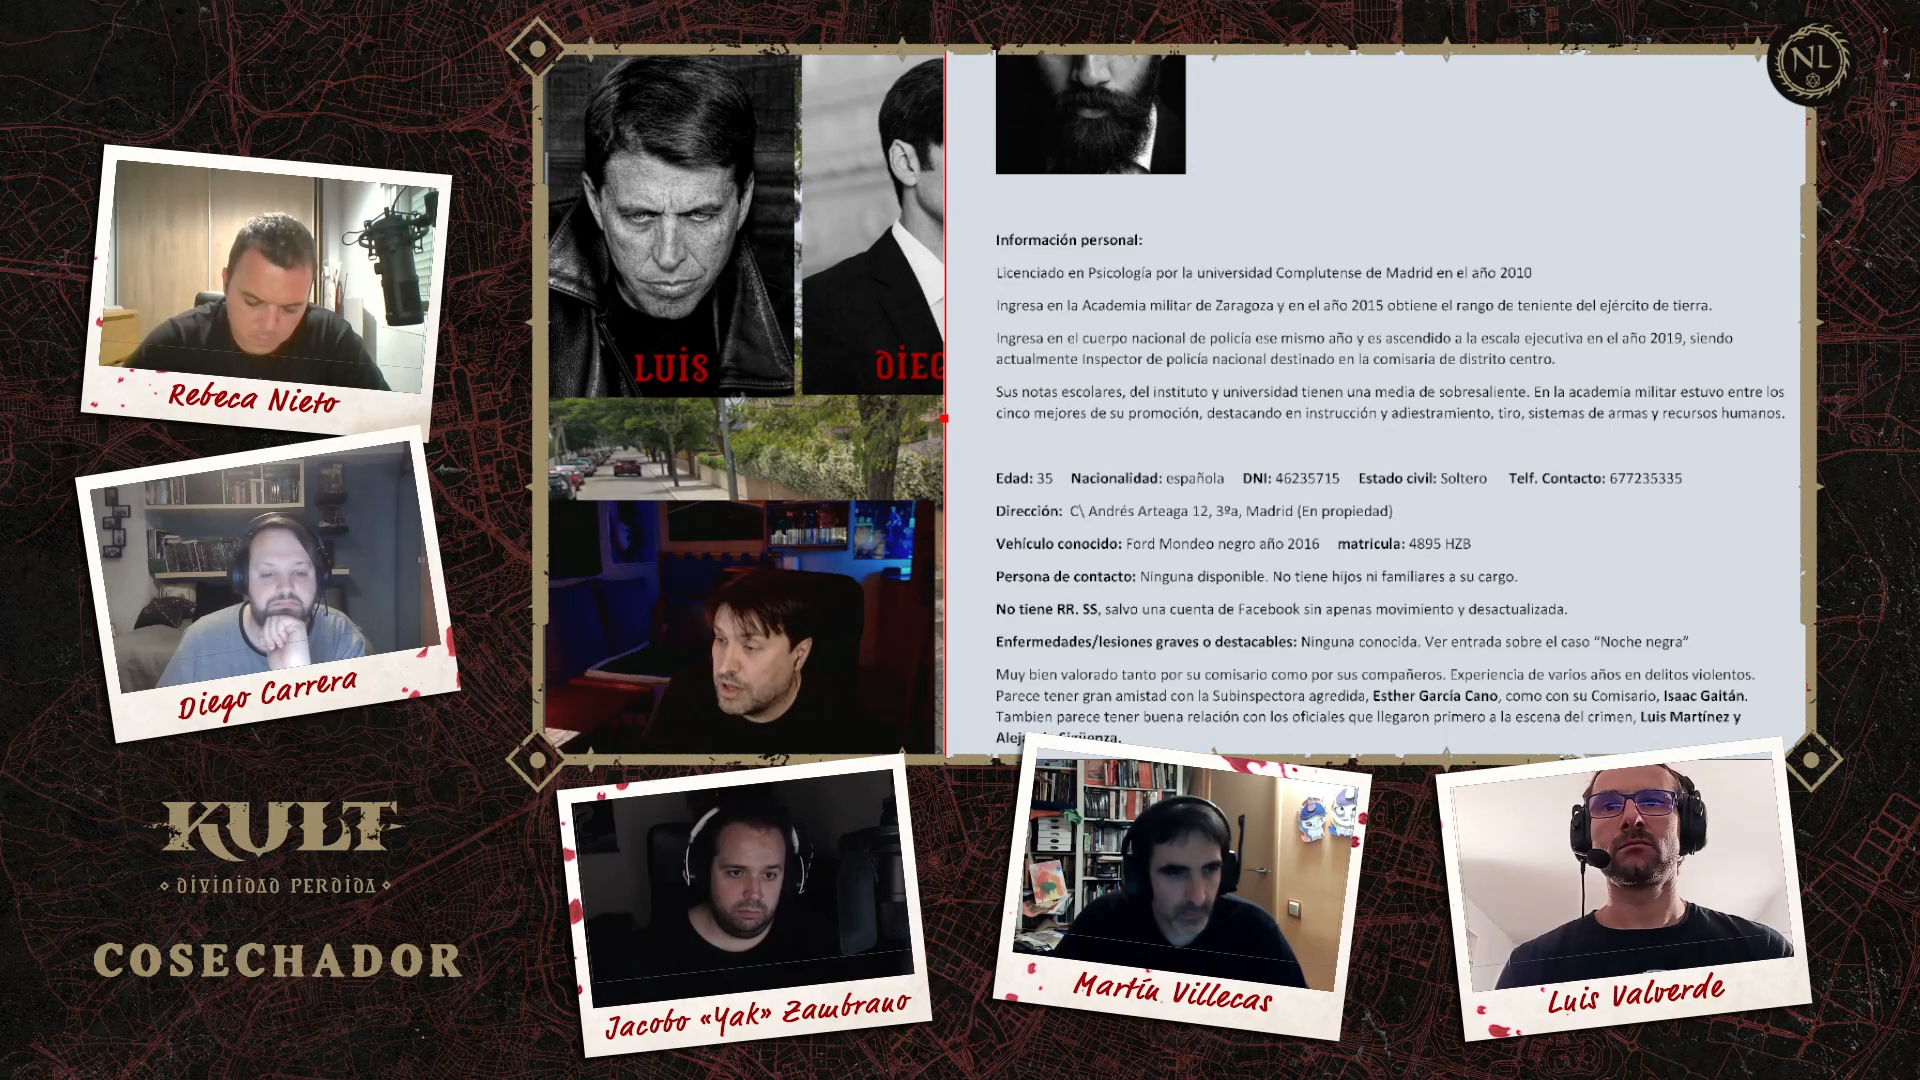 NL
LUIS
DIEG
Información personal:
Licenciado en Psicología por la universidad Complutense de Madrid en el año 2010
Ingresa en la Academia militar de Zaragoza y en el año 2015 obtiene el rango de teniente del ejército de tierra.
Ingresa en el cuerpo nacional de policía ese mismo año y es ascendido a la escala ejecutiva en el año 2019, siendo
actualmente Inspector de policía nacional destinado en la comisaria de distrito centro.
Sus notas escolares, del instituto y universidad tienen una media de sobresaliente. En la academia militar estuvo entre los
cinco mejores de su promoción, destacando en instrucción y adiestramiento, tiro, sistemas de armas y recursos humanos.
Edad: 35 Nacionalidad: española DNI: 46235715 Estado civil: Soltero Telf. Contacto: 677235335
Dirección: C\ Andrés Arteaga 12, 3ºa, Madrid (En propiedad)
Vehículo conocido: Ford Mondeo negro año 2016 matricula: 4895 HZB
Persona de contacto: Ninguna disponible. No tiene hijos ni familiares a su cargo.
No tiene RR. SS, salvo una cuenta de Facebook sin apenas movimiento y desactualizada.
Enfermedades/lesiones graves o destacables: Ninguna conocida. Ver entrada sobre el caso “Noche negra”
Muy bien valorado tanto por su comisario como por sus compañeros. Experiencia de varios años en delitos violentos.
Parece tener gran amistad con la Subinspectora agredida, Esther García Cano, como con su Comisario, Isaac Gaitán.
Tambien parece tener buena relación con los oficiales que llegaron primero a la escena del crimen, Luis Martínez y
Rebeca Nieto
Diego Carrera
KULT
DIVINIDAD PERDIDA
COSECHADOR
Jacobo «Yak» Zambrano
Martín Villecas
Luis Valverde